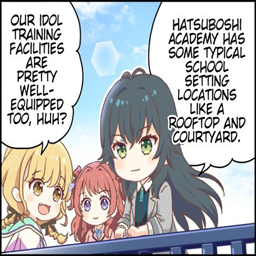 HATSUBOSHI
ACADEMY HAS
SOME TYPICAL
SCHOOL
SETTING
LOCATIONS
LIKE A
ROOFTOP AND
COURTYARD.
OUR IDOL
TRAINING
FACILITIES
ARE
PRETTY
WELL-
EQUIPPED
TOO, HUH?